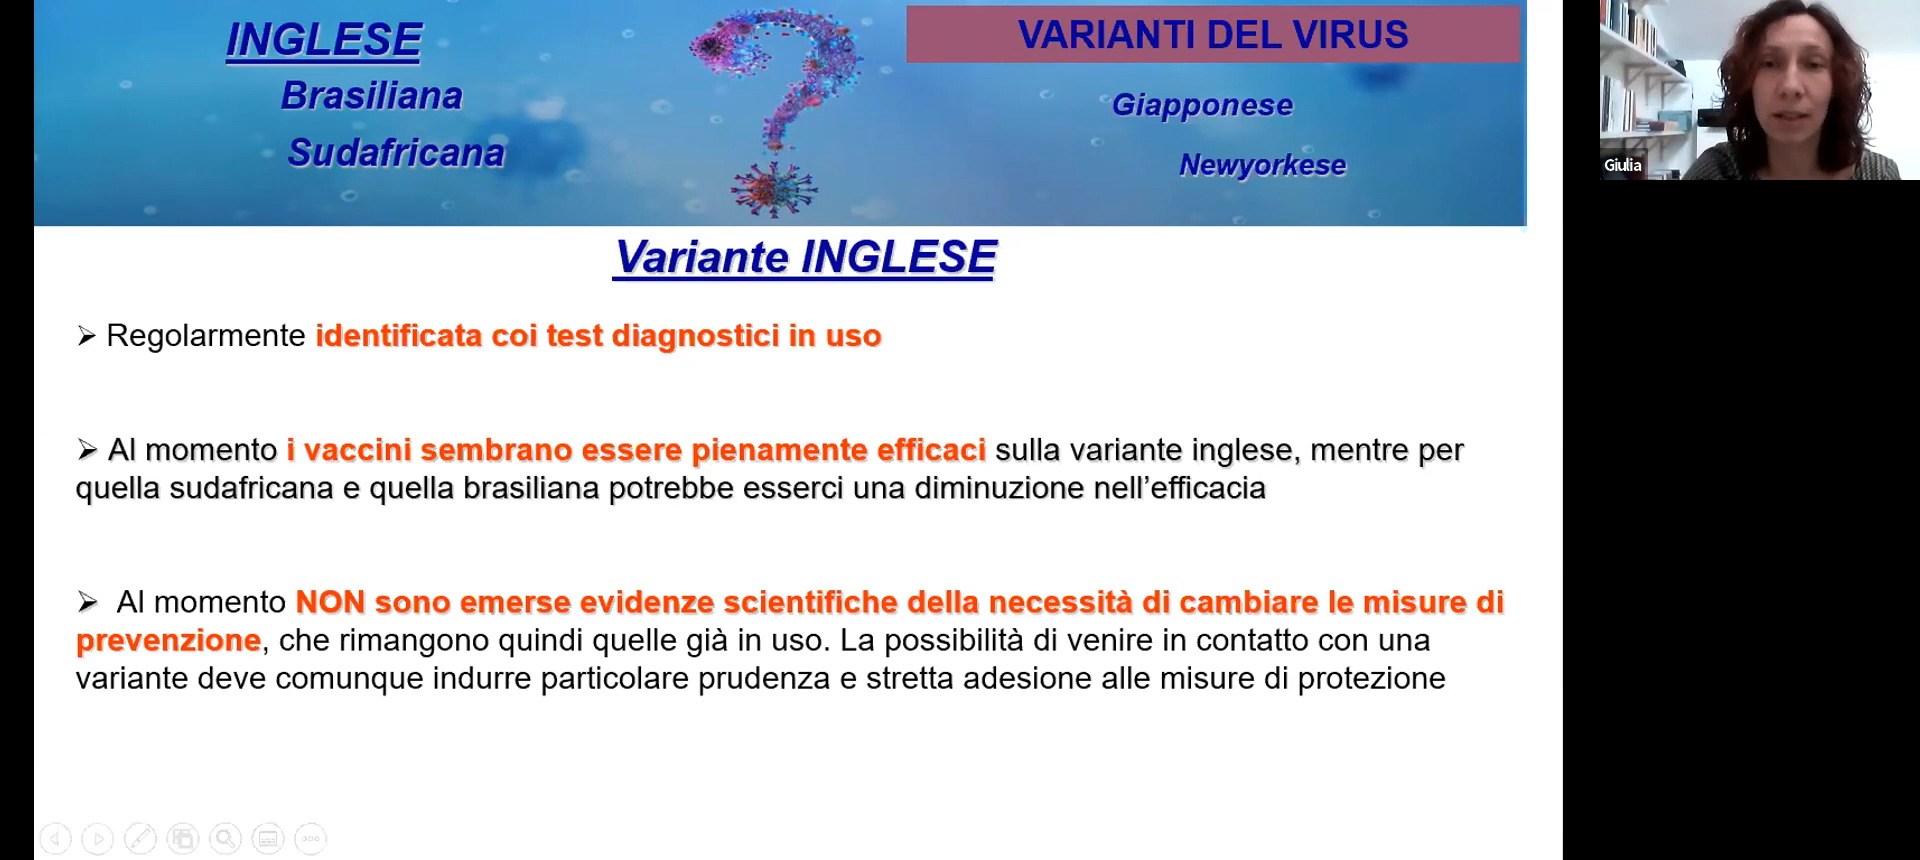 INGLESE
Brasiliana
Sudafricana
VARIANTI DEL VIRUS
Giapponese
Newyorkese
Giulia
Variante INGLESE
➢ Regolarmente identificata coi test diagnostici in uso
➢ Al momento i vaccini sembrano essere pienamente efficaci sulla variante inglese, mentre per
quella sudafricana e quella brasiliana potrebbe esserci una diminuzione nell’efficacia
➢ Al momento NON sono emerse evidenze scientifiche della necessità di cambiare le misure di
prevenzione, che rimangono quindi quelle già in uso. La possibilità di venire in contatto con una
variante deve comunque indurre particolare prudenza e stretta adesione alle misure di protezione